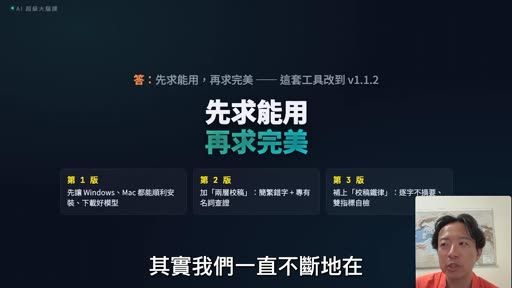 AI 超級大腦課
答：先求能用，再求完美 —— 這套工具改到 v1.1.2
先求能用
再求完美
第 1 版
先讓 Windows、Mac 都能順利安
裝、下載好模型
第 2 版
加「兩層校稿」：簡繁錯字 + 專有
名詞查證
第 3 版
補上「校稿鐵律」：逐字不摘要、
雙指標自檢
其實我們一直不斷地在